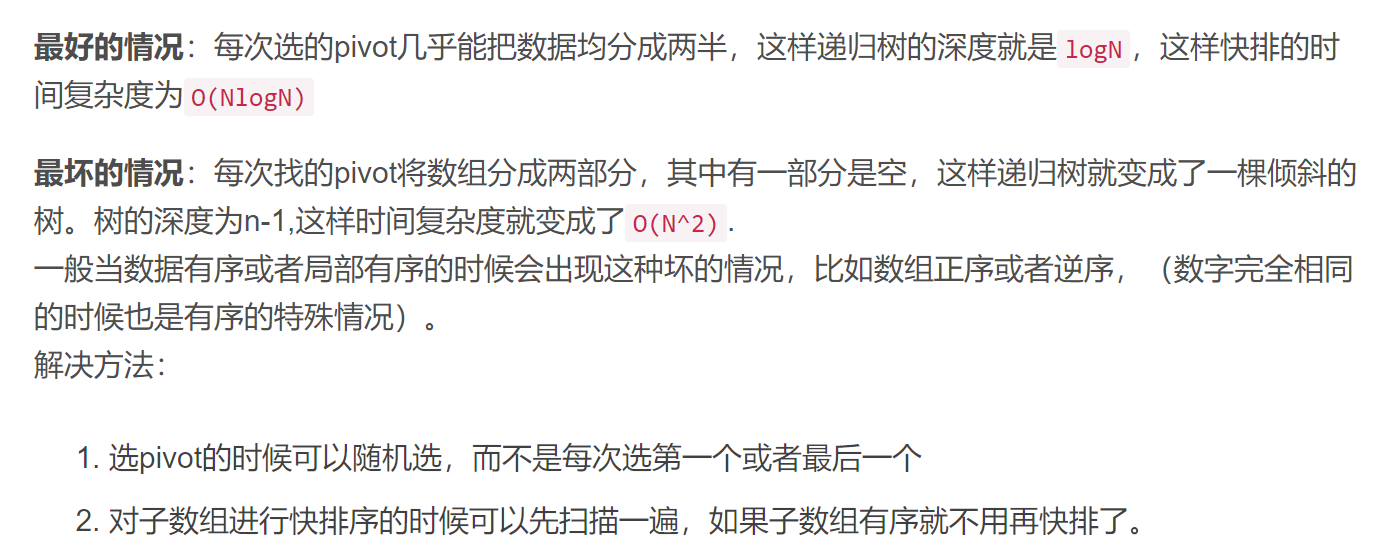 最好的情况：每次选的pivot几乎能把数据均分成两半，这样递归树的深度就是 logN ，这样快排的时
间复杂度为 O(NlogN)
最坏的情况：每次找的pivot将数组分成两部分，其中有一部分是空，这样递归树就变成了一棵倾斜的
树。树的深度为n-1,这样时间复杂度就变成了 O(N^2) .
一般当数据有序或者局部有序的时候会出现这种坏的情况，比如数组正序或者逆序，（数字完全相同
的时候也是有序的特殊情况）。
解决方法：
1. 选pivot的时候可以随机选，而不是每次选第一个或者最后一个
2. 对子数组进行快排序的时候可以先扫描一遍，如果子数组有序就不用再快排了。